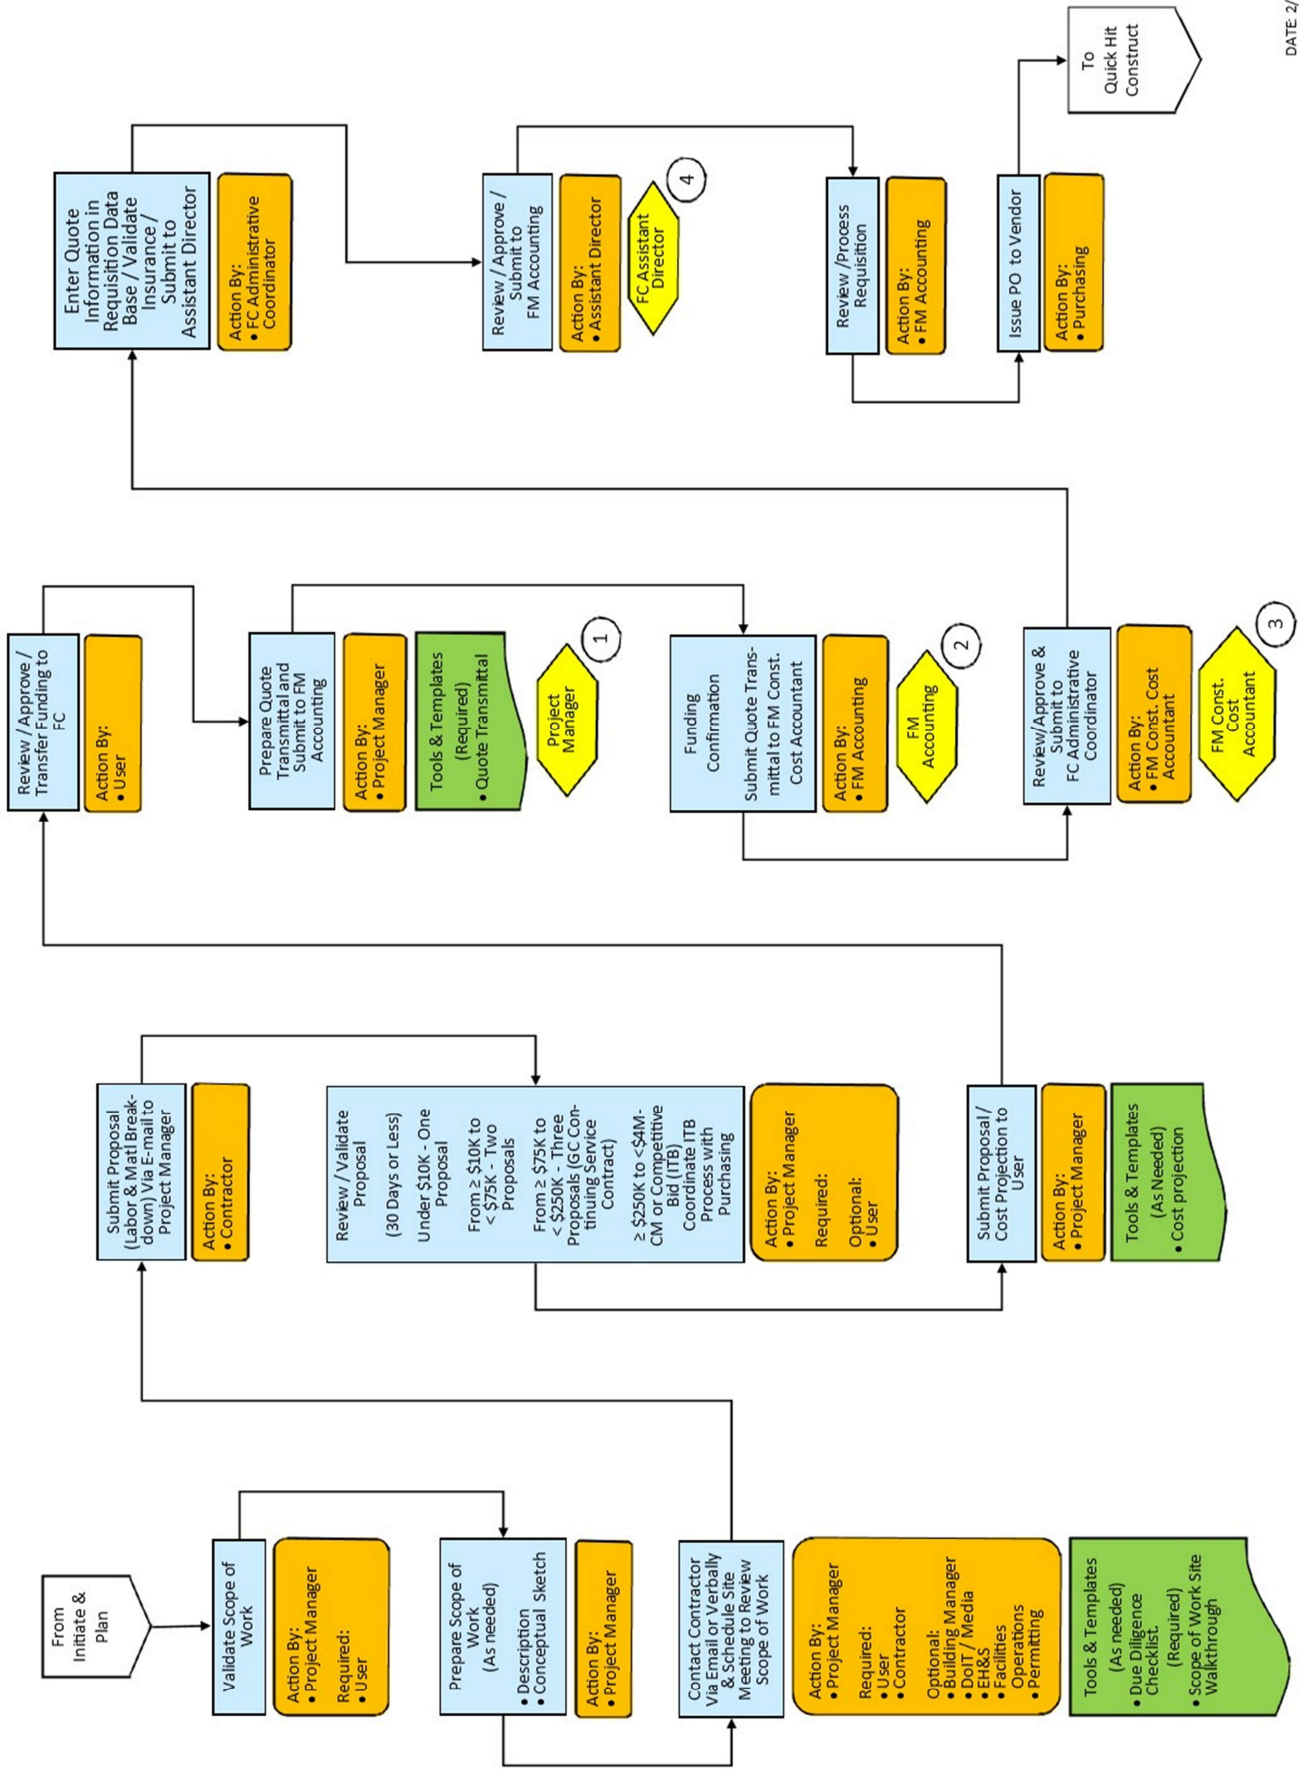 From
Initiate &
Plan
Validate Scope of
Work
Action By:
• Project Manager
Required:
• User
Prepare Scope of
Work
(As needed)
• Description
• Conceptual Sketch
Action By:
• Project Manager
Contact Contractor
Via Email or Verbally
& Schedule Site
Meeting to Review
Scope of Work
Action By:
• Project Manager
Required:
• User
• Contractor
Optional:
• Building Manager
• DoIT / Media
• EH&S
• Facilities
Operations
• Permitting
Tools & Templates
(As needed)
• Due Diligence
Checklist.
(Required)
• Scope of Work Site
Walkthrough
Submit Proposal
(Labor & Matl Break-
down) Via E-mail to
Project Manager
Action By:
• Contractor
Review / Validate
Proposal
(30 Days or Less)
Under $10K - One
Proposal
From ≥ $10K to
< $75K - Two
Proposals
From ≥ $75K to
< $250K - Three
Proposals (GC Con-
tinuing Service
Contract)
≥ $250K to <$4M-
CM or Competitive
Bid (ITB)
Coordinate ITB
Process with
Purchasing
Action By:
• Project Manager
Required:
Optional:
• User
Submit Proposal/
Cost Projection to
User
Action By:
• Project Manager
Tools & Templates
(As Needed)
• Cost projection
Review / Approve /
Transfer Funding to
FC
Action By:
• User
Prepare Quote
Transmittal and
Submit to FM
Accounting
Action By:
• Project Manager
Tools & Templates
(Required)
• Quote Transmittal
Project
Manager
1
Funding
Confirmation
Submit Quote Trans-
mittal to FM Const.
Cost Accountant
Action By:
• FM Accounting
FM
Accounting
2
Review/Approve &
Submit to
FC Administrative
Coordinator
Action By:
• FM Const. Cost
Accountant
FM Const.
Cost
Accountant
3
Enter Quote
Information in
Requisition Data
Base / Validate
Insurance /
Submit to
Assistant Director
Action By:
• FC Administrative
Coordinator
Review / Approve /
Submit to
FM Accounting
Action By:
• Assistant Director
FC Assistant
Director
4
Review /Process
Requisition
Action By:
• FM Accounting
Issue PO to Vendor
Action By:
• Purchasing
To
Quick Hit
Construct
DATE: 2/